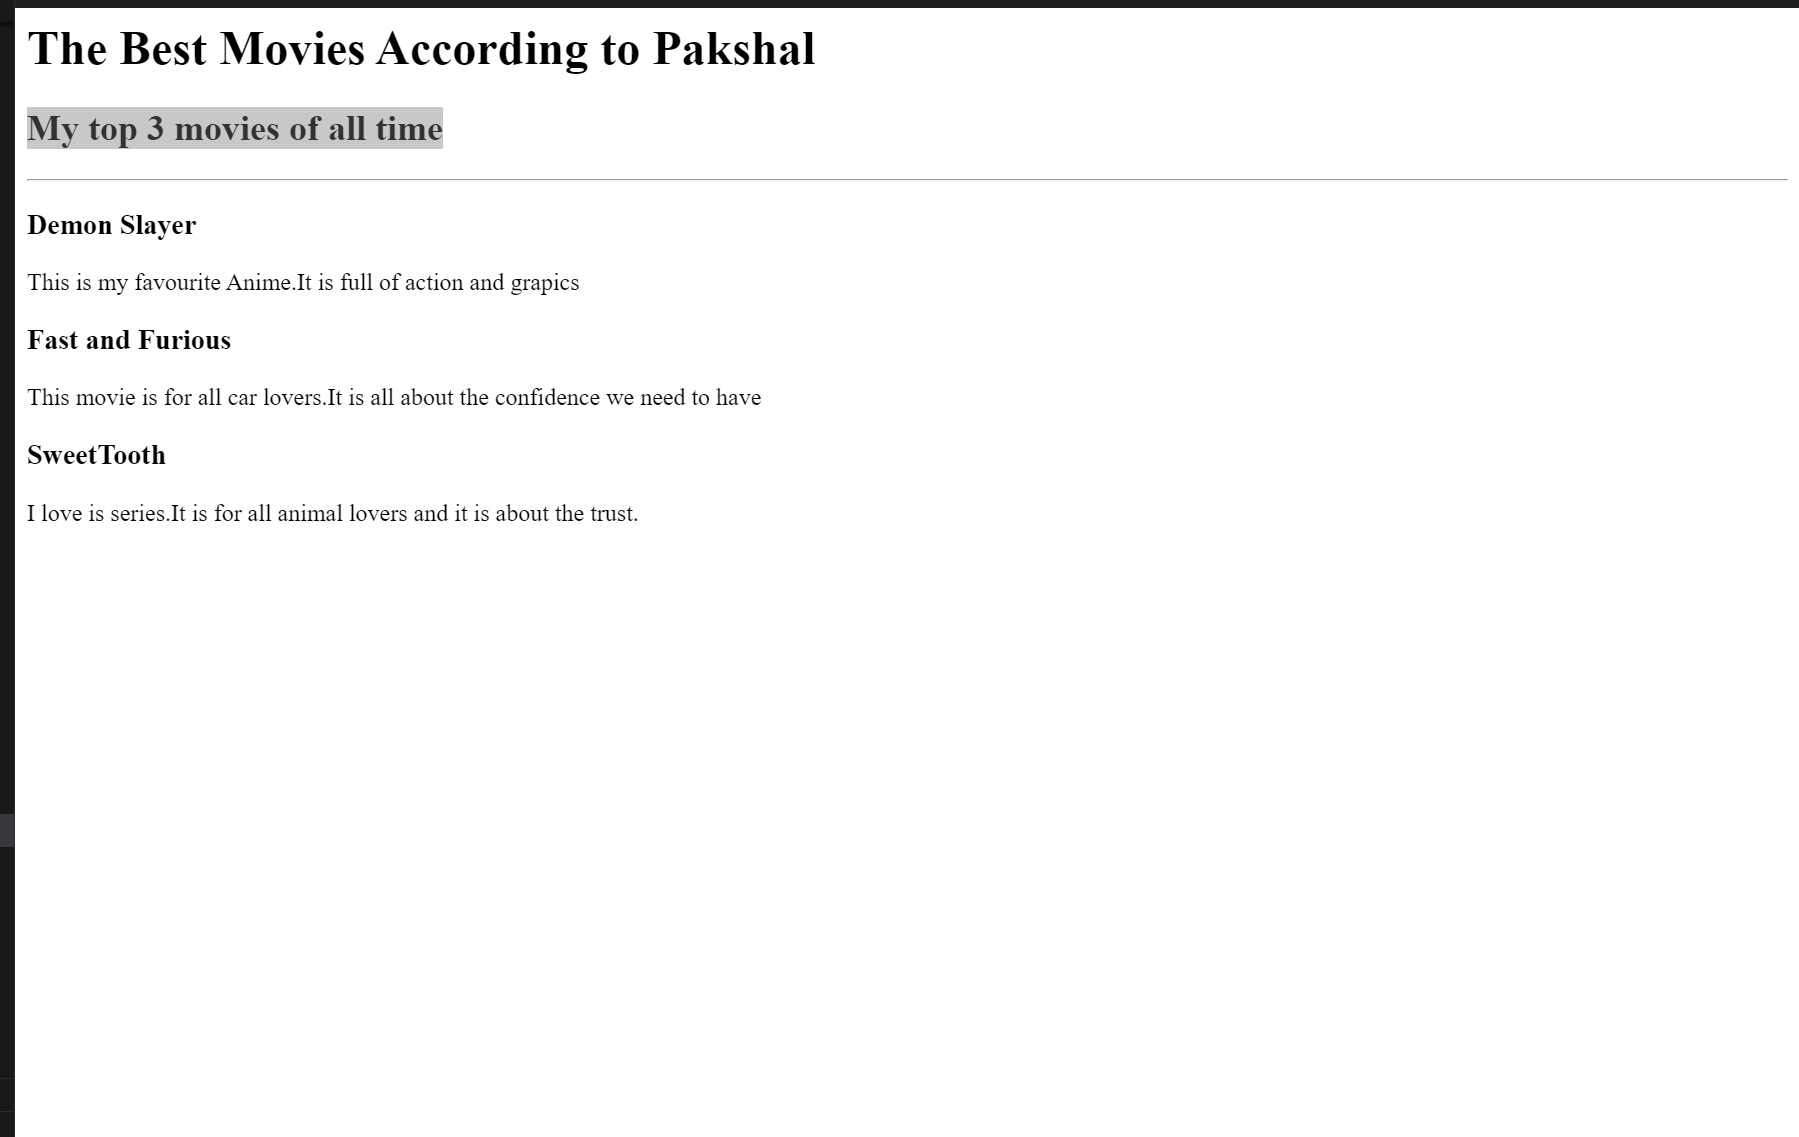 The Best Movies According to Pakshal
My top 3 movies of all time
Demon Slayer
This is my favourite Anime.It is full of action and grapics
Fast and Furious
This movie is for all car lovers.It is all about the confidence we need to have
SweetTooth
I love is series.It is for all animal lovers and it is about the trust.